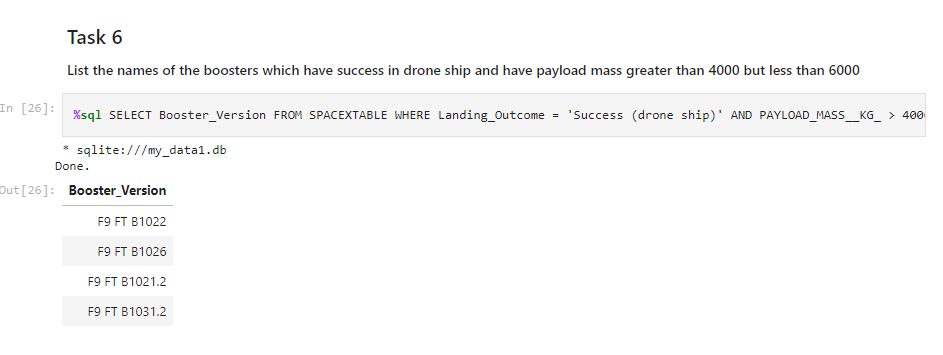 Task 6
List the names of the boosters which have success in drone ship and have payload mass greater than 4000 but less than 6000
In [26]: %sql SELECT Booster_Version FROM SPACEXTABLE WHERE Landing_Outcome = 'Success (drone ship)' AND PAYLOAD_MASS__KG_ > 400
* sqlite:///my_data1.db
Done.
Out[26]: Booster_Version
F9 FT B1022
F9 FT B1026
F9 FT B1021.2
F9 FT B1031.2